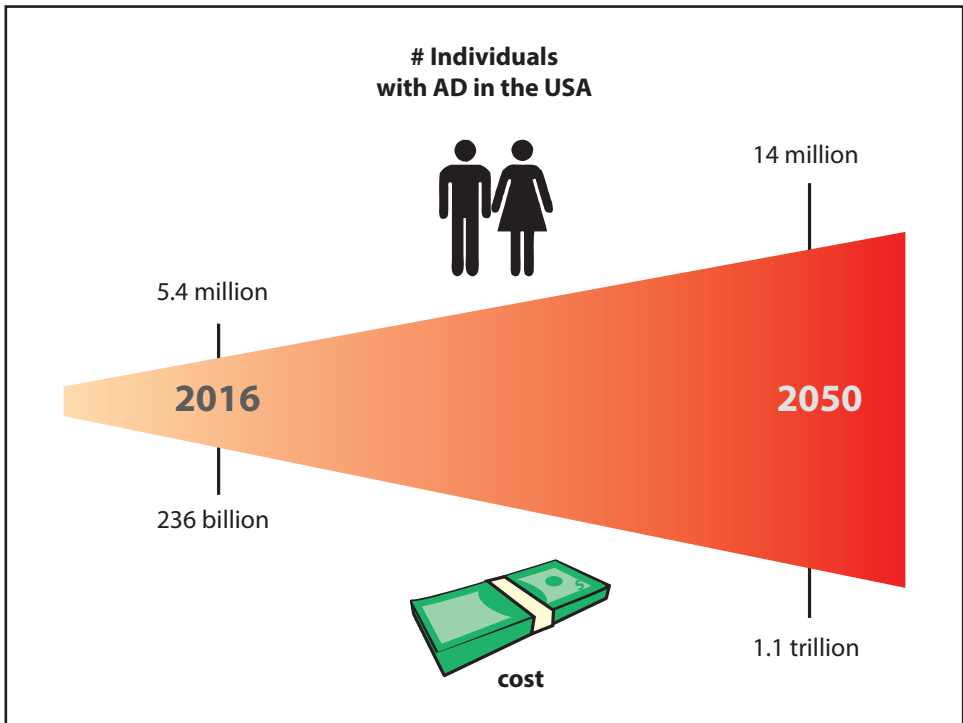 # Individuals
with AD in the USA
14 million
5.4 million
2016
2050
236 billion
1.1 trillion
cost